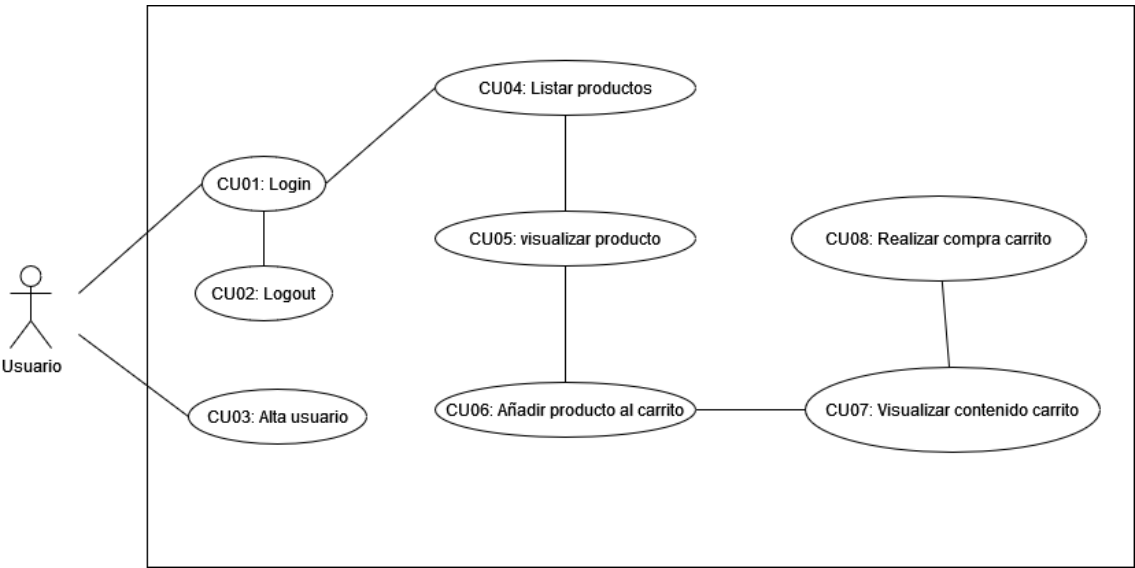 CU04: Listar productos
CU01: Login
CU05: visualizar producto
CU08: Realizar compra carrito
CU02: Logout
Usuario
CU03: Alta usuario
CU06: Añadir producto al carrito
CU07: Visualizar contenido carrito